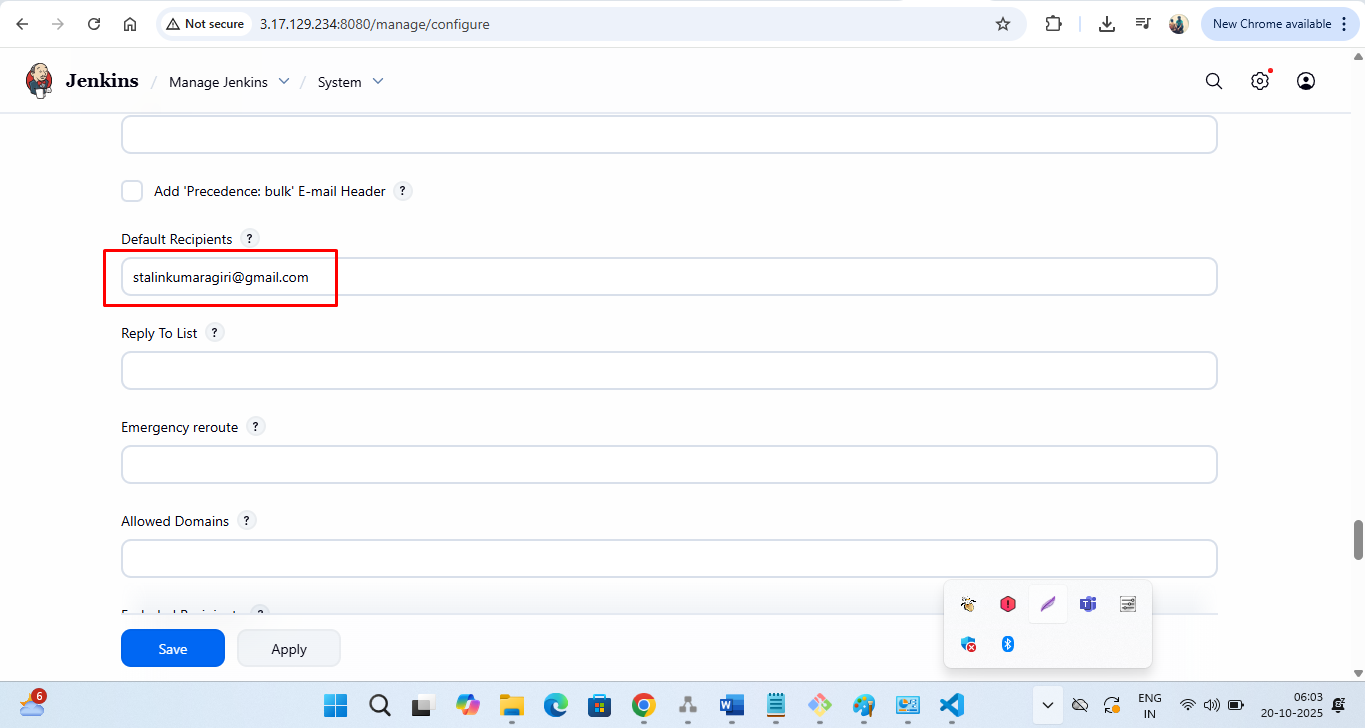 Not secure 3.17.129.234:8080/manage/configure New Chrome available
Jenkins / Manage Jenkins / System
Add 'Precedence: bulk' E-mail Header ?
Default Recipients ?
stalinkumaragiri@gmail.com
Reply To List ?
Emergency reroute ?
Allowed Domains ?
Save Apply
6
ENG
IN
06:03
20-10-2025